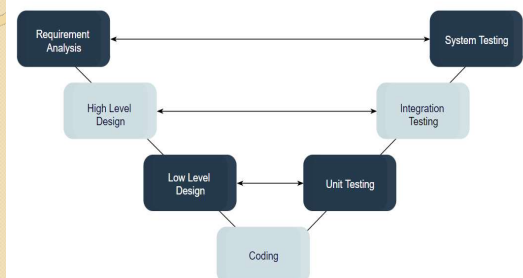 Requirement
Analysis
System Testing
High Level
Design
Integration
Testing
Low Level
Design
Unit Testing
Coding